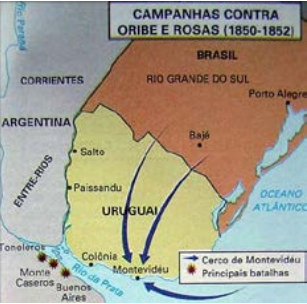 CAMPANHAS CONTRA
ORIBE E ROSAS (1850-1852)
Rio Paraná
BRASIL
CORRIENTES
RIO GRANDE DO SUL
Porto Alegre
ARGENTINA
Bajé
Salto
ENTRE-RIOS
OCEANO
ATLÂNTICO
Paissandu
URUGUAI
Toneleros
Colônia
Cerco de Montevidéu
Principais batalhas
Monte
Caseros
Montevidéu
Rio da Prata
Buenos
Aires